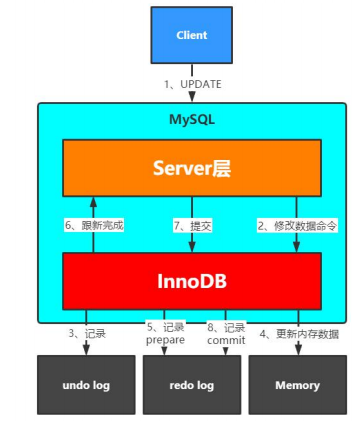 Client
1、UPDATE
MySQL
Server层
6、跟新完成
7、提交
2、修改数据命令
InnoDB
3、记录
5、记录
prepare
8、记录
commit
4、更新内存数据
undo log
redo log
Memory